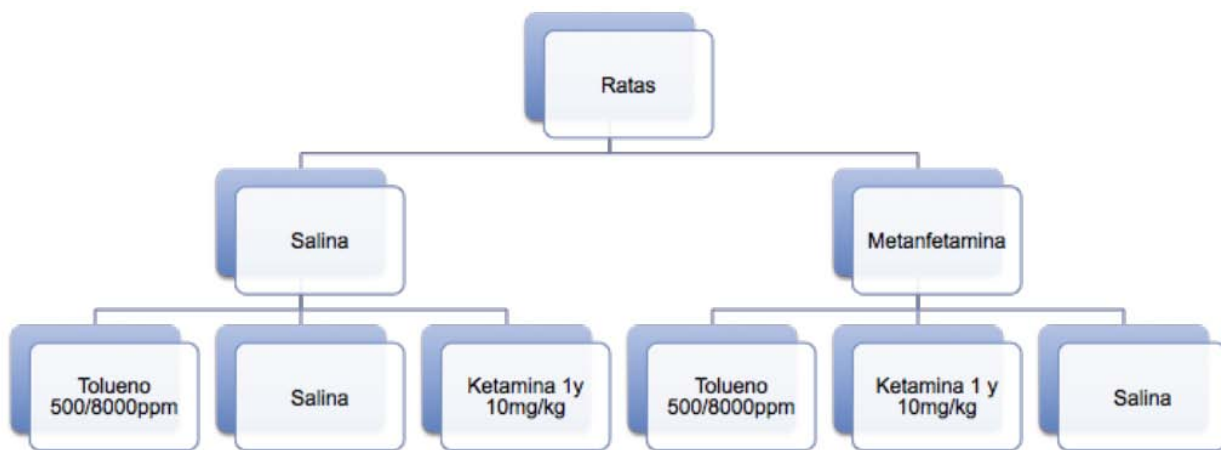 Ratas
Salina
Metanfetamina
Tolueno
500/8000ppm
Salina
Ketamina 1y
10mg/kg
Tolueno
500/8000ppm
Ketamina 1 y
10mg/kg
Salina